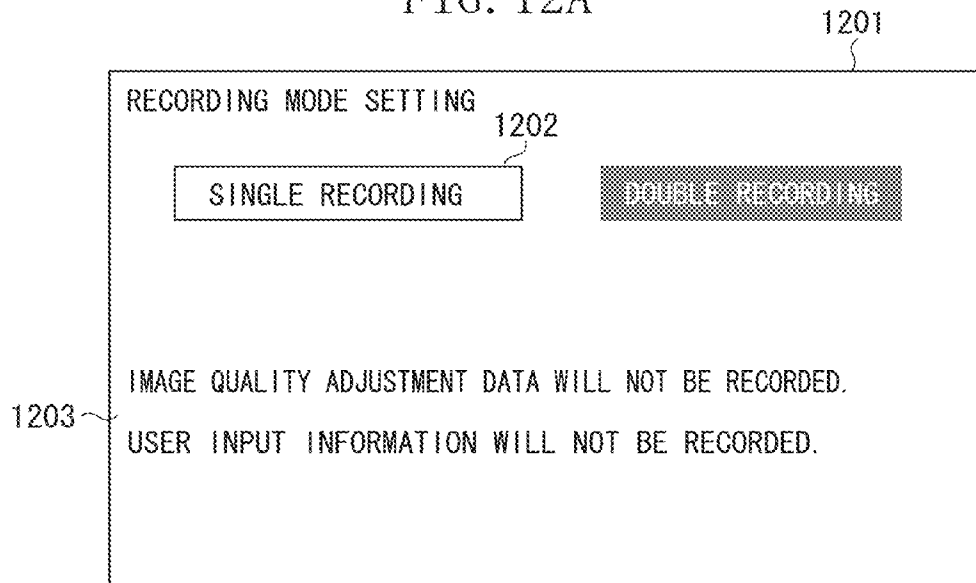 FIG. 12A
1201
RECORDING MODE SETTING
1202
SINGLE RECORDING
DOUBLE RECORDING
IMAGE QUALITY ADJUSTMENT DATA WILL NOT BE RECORDED.
1203
USER INPUT INFORMATION WILL NOT BE RECORDED.